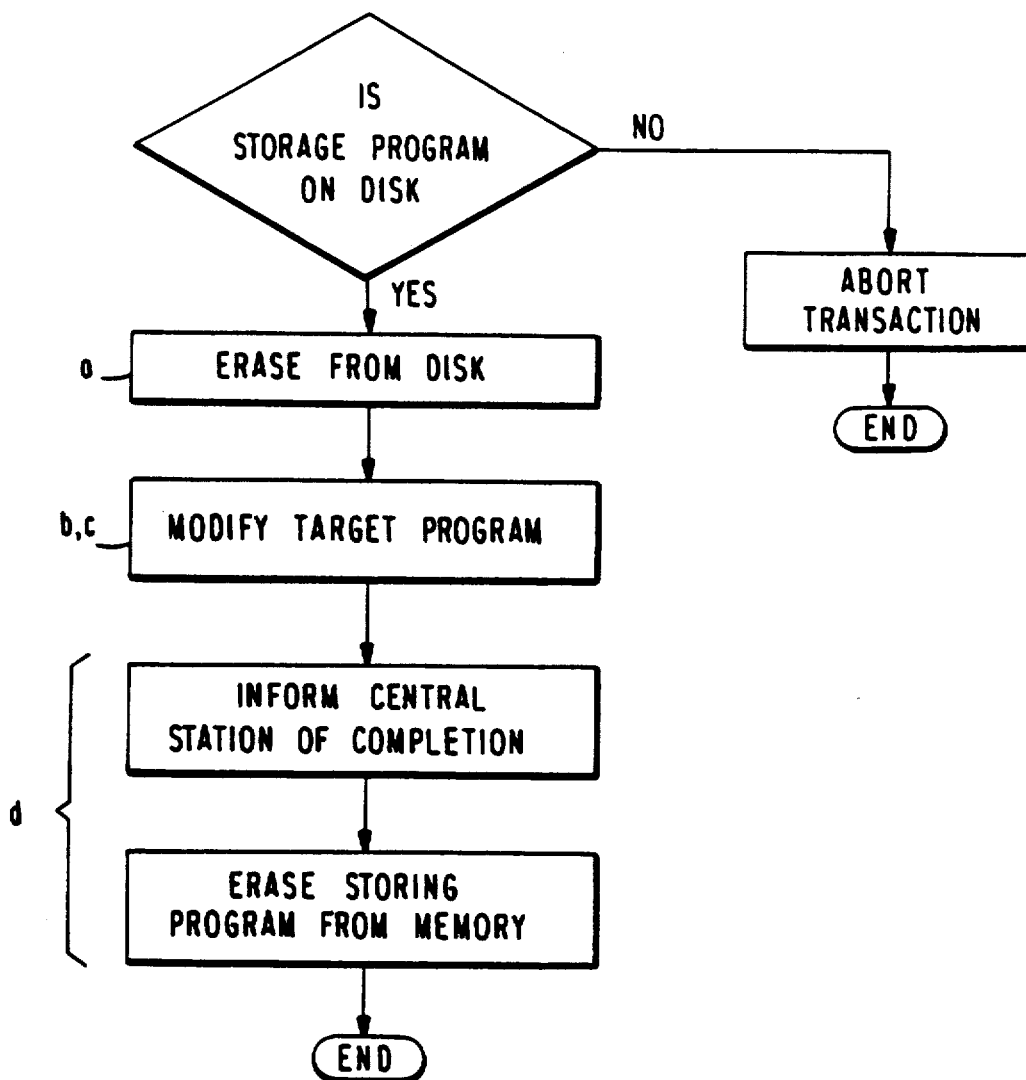 IS
STORAGE PROGRAM
ON DISK
NO
YES
ABORT
TRANSACTION
END
a
ERASE FROM DISK
b,c
MODIFY TARGET PROGRAM
d
INFORM CENTRAL
STATION OF COMPLETION
ERASE STORING
PROGRAM FROM MEMORY
END